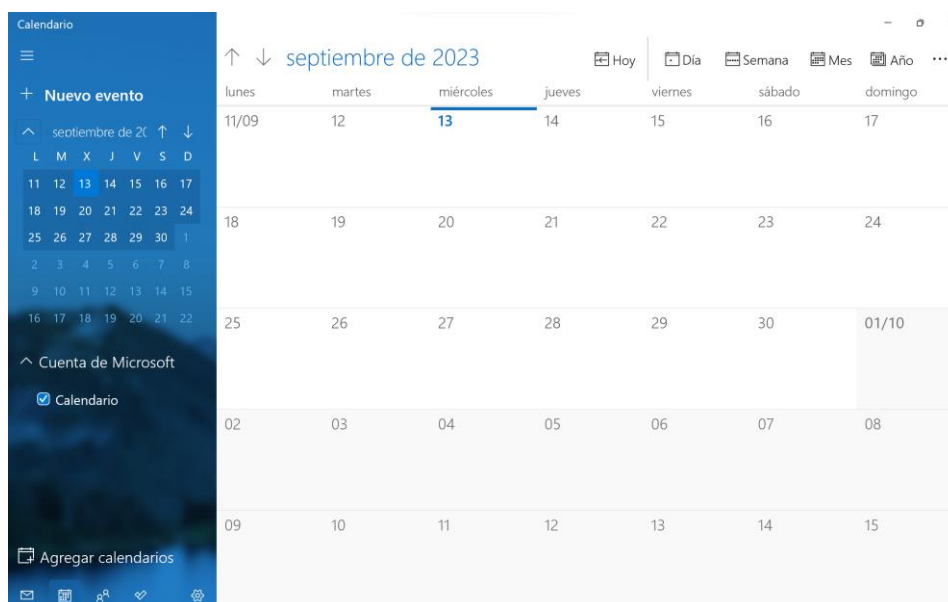 Calendario
Nuevo evento
septiembre de 2(
L M X J V S D
11 12 13 14 15 16 17
18 19 20 21 22 23 24
25 26 27 28 29 30 1
2 3 4 5 6 7 8
9 10 11 12 13 14 15
16 17 18 19 20 21 22
Cuenta de Microsoft
Calendario
Agregar calendarios
septiembre de 2023 Hoy Día Semana Mes Año ...
lunes martes miércoles jueves viernes sábado domingo
11/09 12 13 14 15 16 17
18 19 20 21 22 23 24
25 26 27 28 29 30 01/10
02 03 04 05 06 07 08
09 10 11 12 13 14 15